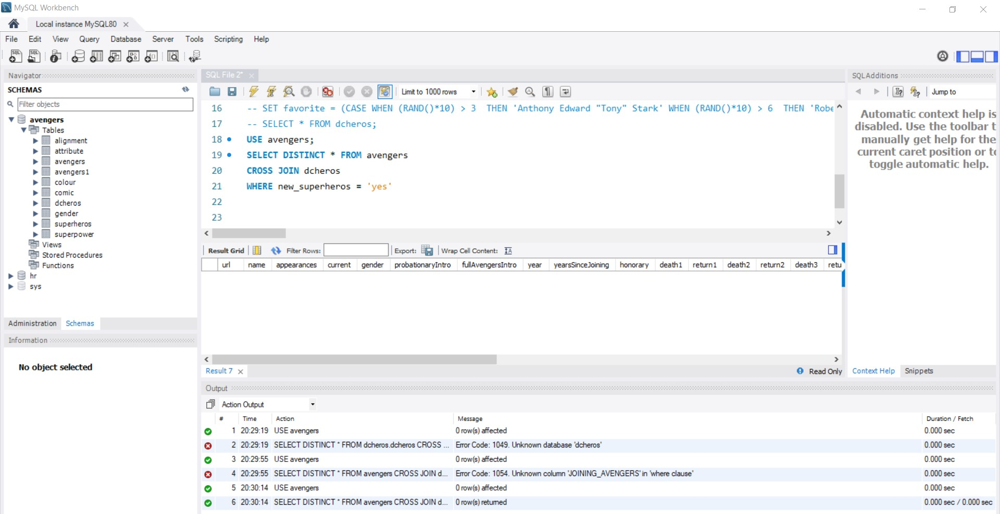 MySQL Workbench
Local instance MySQL80
File Edit View Query Database Server Tools Scripting Help
Navigator
SCHEMAS
Filter objects
avengers
Tables
alignment
attribute
avengers
avengers1
colour
comic
dcheros
gender
superheros
superpower
Views
Stored Procedures
Functions
hr
sys
Administration Schemas
Information
No object selected
SQL File 2*
Limit to 1000 rows
16 -- SET favorite = (CASE WHEN (RAND()*10) > 3 THEN 'Anthony Edward "Tony" Stark' WHEN (RAND()*10) > 6 THEN 'Robe
17 -- SELECT * FROM dcheros;
18 USE avengers;
19 SELECT DISTINCT * FROM avengers
20 CROSS JOIN dcheros
21 WHERE new_superheros = 'yes'
22
23
Result Grid Filter Rows: Export: Wrap Cell Content:
url name appearances current gender probationaryIntro fullAvengersIntro year yearsSinceJoining honorary death1 return1 death2 return2 death3 retu
Result 7
Read Only
SQLAdditions
Jump to
Automatic context help is
disabled. Use the toolbar t
manually get help for the
current caret position or to
toggle automatic help.
Context Help Snippets
Output
Action Output
# Time Action Message Duration / Fetch
1 20:29:19 USE avengers 0 row(s) affected 0.000 sec
2 20:29:19 SELECT DISTINCT * FROM dcheros.dcheros CROSS ... Error Code: 1049. Unknown database 'dcheros' 0.000 sec
3 20:29:55 USE avengers 0 row(s) affected 0.000 sec
4 20:29:55 SELECT DISTINCT * FROM avengers CROSS JOIN d... Error Code: 1054. Unknown column 'JOINING_AVENGERS' in 'where clause' 0.000 sec
5 20:30:14 USE avengers 0 row(s) affected 0.000 sec
6 20:30:14 SELECT DISTINCT * FROM avengers CROSS JOIN d... 0 row(s) returned 0.000 sec / 0.000 sec